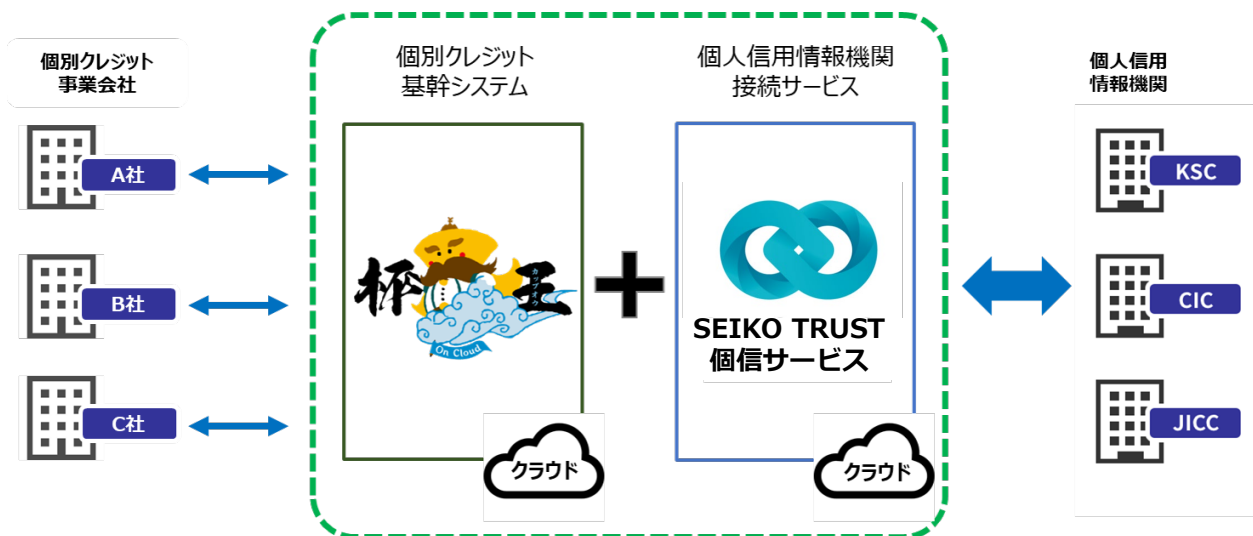 個別クレジット
事業会社
A社
B社
C社
個別クレジット
基幹システム
杯王
カップオウ
On Cloud
クラウド
個人信用情報機関
接続サービス
SEIKO TRUST
個信サービス
クラウド
個人信用
情報機関
KSC
CIC
JICC